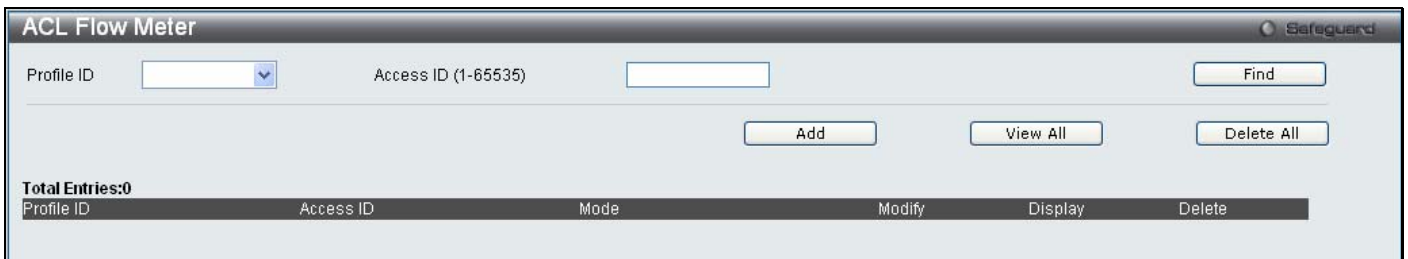 ACL Flow Meter
Safeguard
Profile ID Access ID (1-65535) Find
Add View All Delete All
Total Entries:0
Profile ID Access ID Mode Modify Display Delete